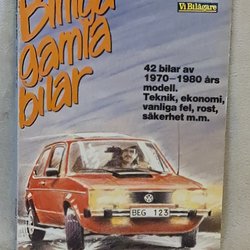 Billiga
gamla
bilar
Vi Bilägare
42 bilar av
1970–1980 års
modell.
Teknik, ekonomi,
vanliga fel, rost,
säkerhet m.m.
BEG 123